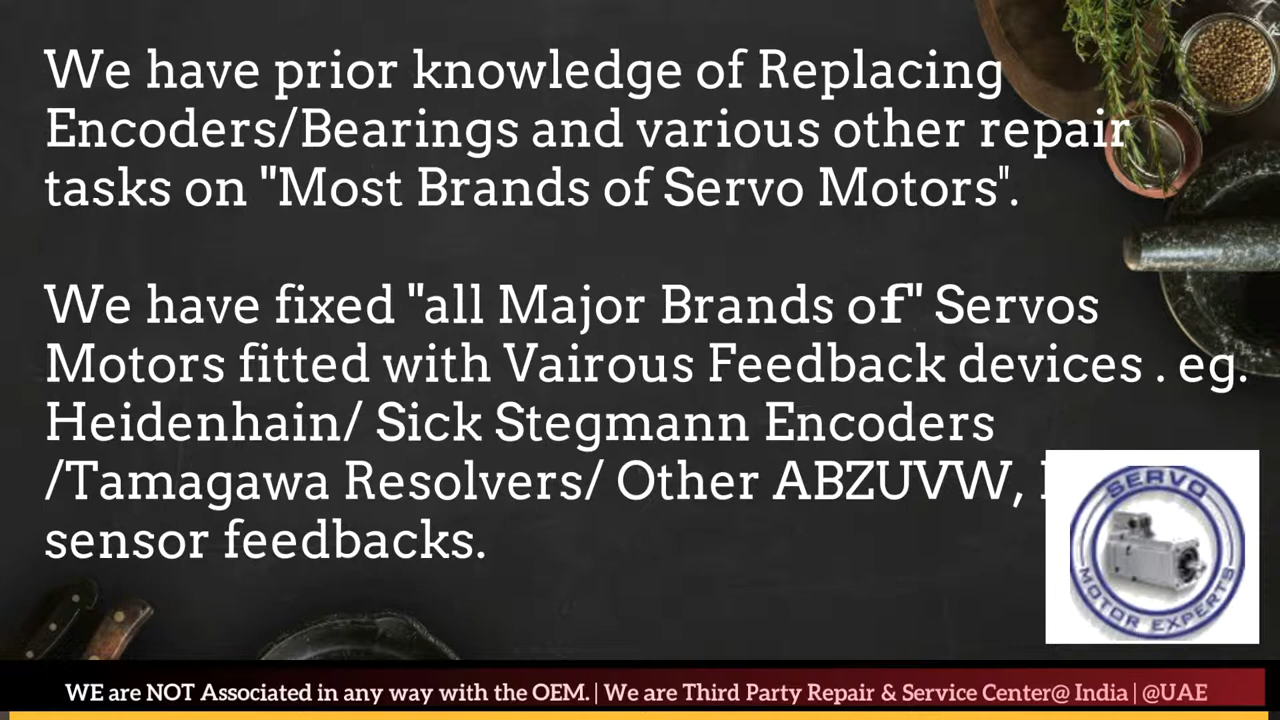 We have prior knowledge of Replacing
Encoders/Bearings and various other repair
tasks on "Most Brands of Servo Motors".
We have fixed "all Major Brands of" Servos
Motors fitted with Vairous Feedback devices . eg.
Heidenhain/ Sick Stegmann Encoders
/Tamagawa Resolvers/ Other ABZUVW,
sensor feedbacks.
SERVO
MOTOR EXPERTS
WE are NOT Associated in any way with the OEM. | We are Third Party Repair & Service Center@ India | @UAE